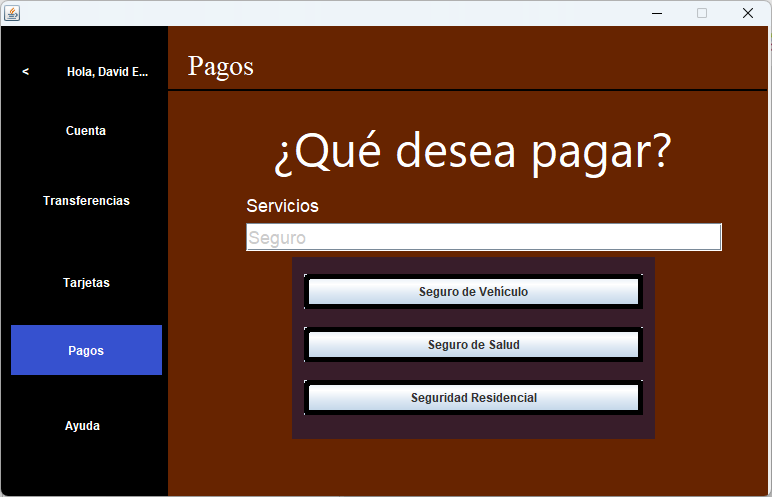 < Hola, David E...
Cuenta
Transferencias
Tarjetas
Pagos
Ayuda
Pagos
¿Qué desea pagar?
Servicios
Seguro
Seguro de Vehículo
Seguro de Salud
Seguridad Residencial